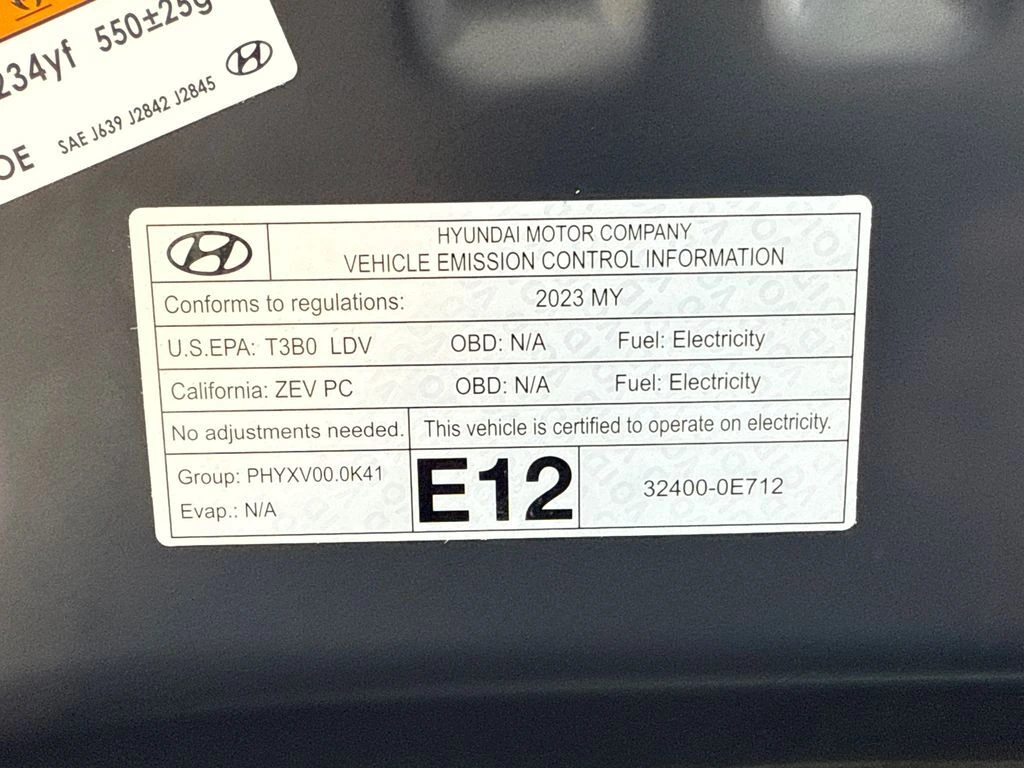 234yf 550±25g
OE SAE J639 J2842 J2845
HYUNDAI MOTOR COMPANY
VEHICLE EMISSION CONTROL INFORMATION
Conforms to regulations: 2023 MY
U.S.EPA: T3B0 LDV OBD: N/A Fuel: Electricity
California: ZEV PC OBD: N/A Fuel: Electricity
No adjustments needed. This vehicle is certified to operate on electricity.
Group: PHYXV00.0K41
Evap.: N/A
E12
32400-0E712